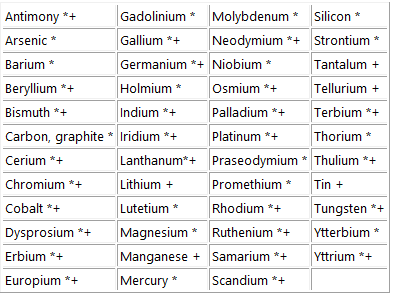 Antimony *+ Gadolinium * Molybdenum * Silicon *
Arsenic * Gallium *+ Neodymium *+ Strontium *
Barium * Germanium *+ Niobium * Tantalum +
Beryllium *+ Holmium * Osmium *+ Tellurium +
Bismuth *+ Indium *+ Palladium *+ Terbium *+
Carbon, graphite * Iridium *+ Platinum *+ Thorium *
Cerium *+ Lanthanum*+ Praseodymium * Thulium *+
Chromium *+ Lithium + Promethium * Tin +
Cobalt *+ Lutetium * Rhodium *+ Tungsten *+
Dysprosium *+ Magnesium * Ruthenium *+ Ytterbium *
Erbium *+ Manganese + Samarium *+ Yttrium *+
Europium *+ Mercury * Scandium *+